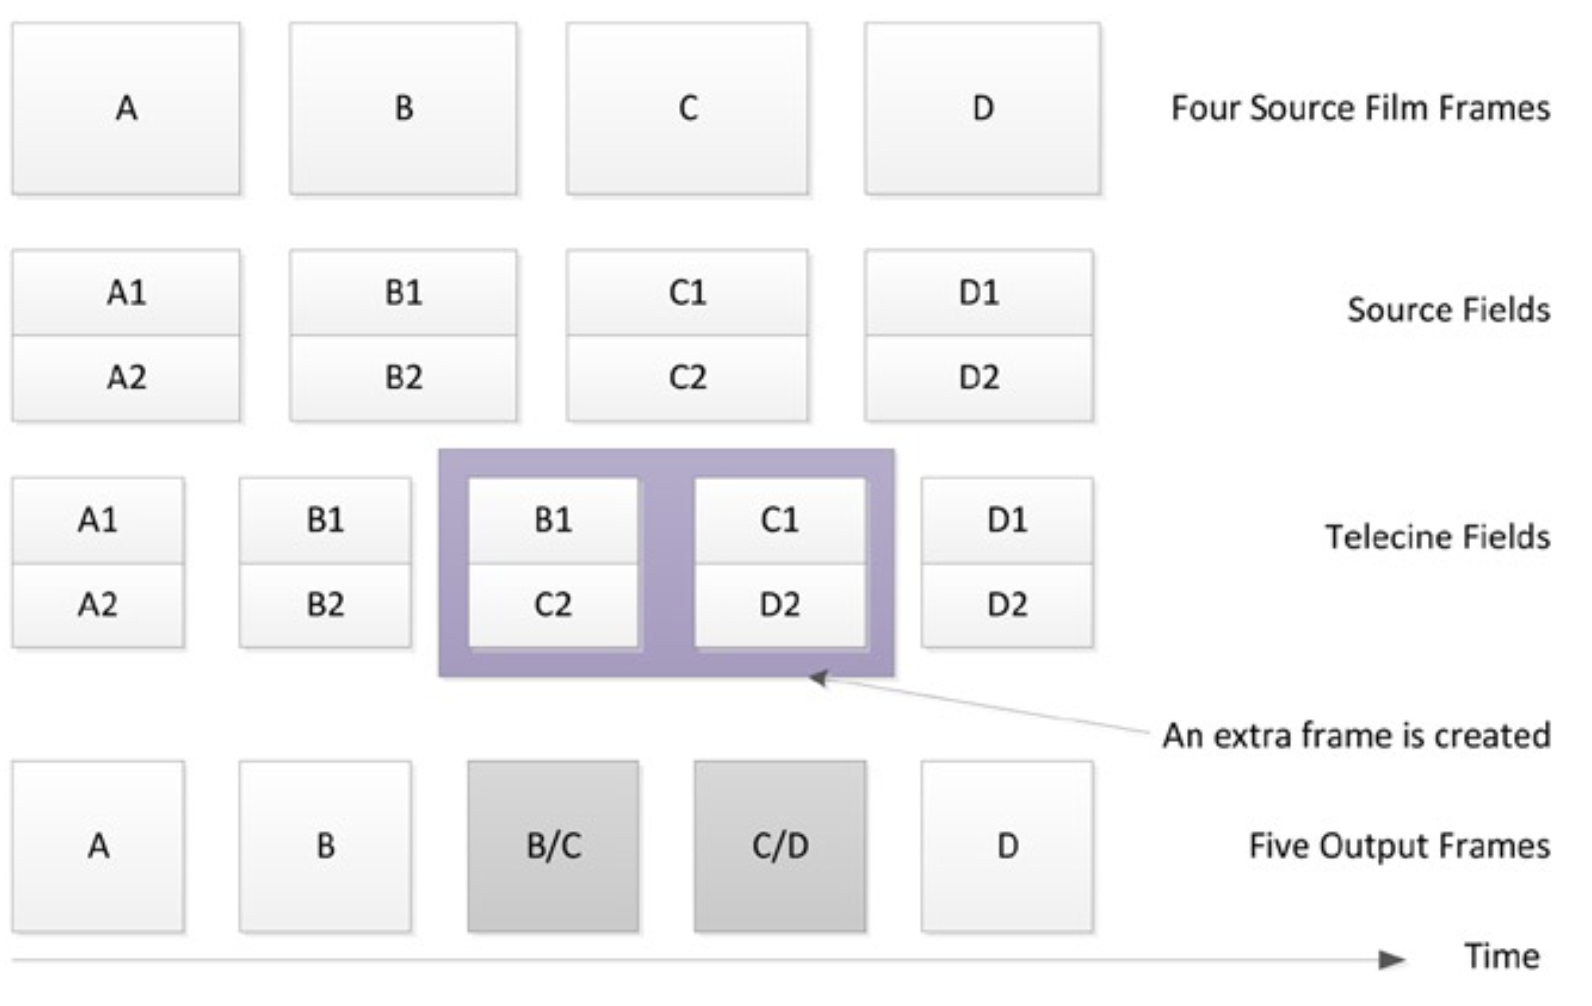 A B C D Four Source Film Frames
A1 B1 C1 D1
Source Fields
A2 B2 C2 D2
A1 B1 B1 C1 D1
Telecine Fields
A2 B2 C2 D2 D2
An extra frame is created
A B B/C C/D D Five Output Frames
Time